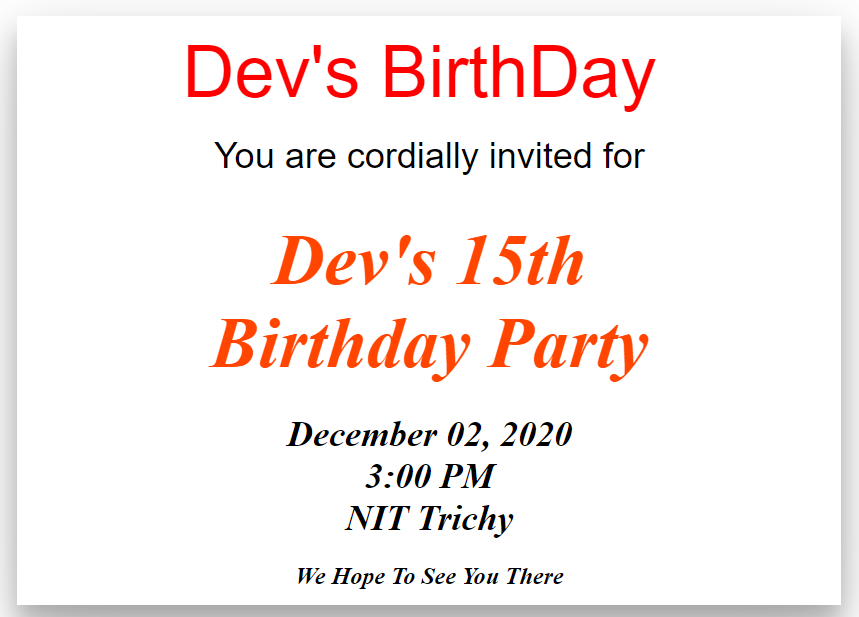 Dev's BirthDay
You are cordially invited for
Dev's 15th
Birthday Party
December 02, 2020
3:00 PM
NIT Trichy
We Hope To See You There